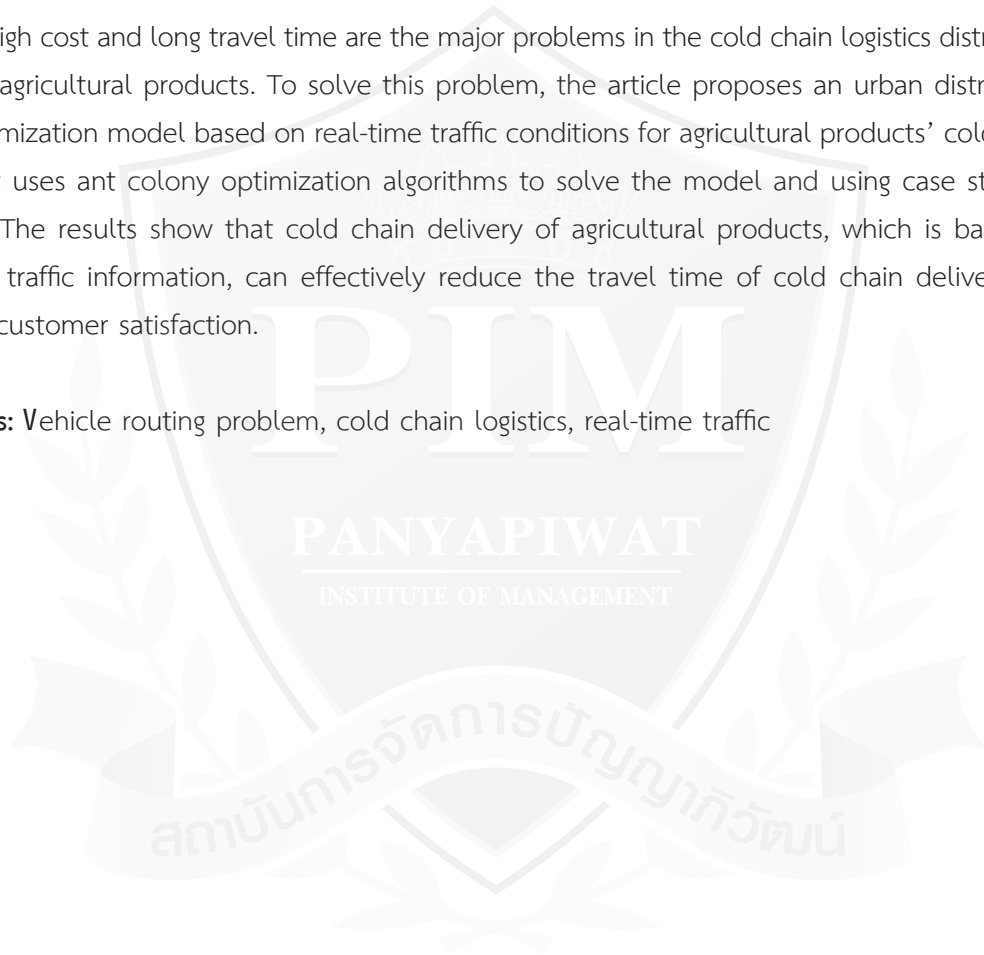 igh cost and long travel time are the major problems in the cold chain logistics distr
agricultural products. To solve this problem, the article proposes an urban distr
mization model based on real-time traffic conditions for agricultural products’ col
uses ant colony optimization algorithms to solve the model and using case st
The results show that cold chain delivery of agricultural products, which is ba
traffic information, can effectively reduce the travel time of cold chain delive
customer satisfaction.
s: Vehicle routing problem, cold chain logistics, real-time traffic
PIM
PANYAPIWAT
INSTITUTE OF MANAGEMENT
สถาบันการจัดการปัญญาภิวัฒน์